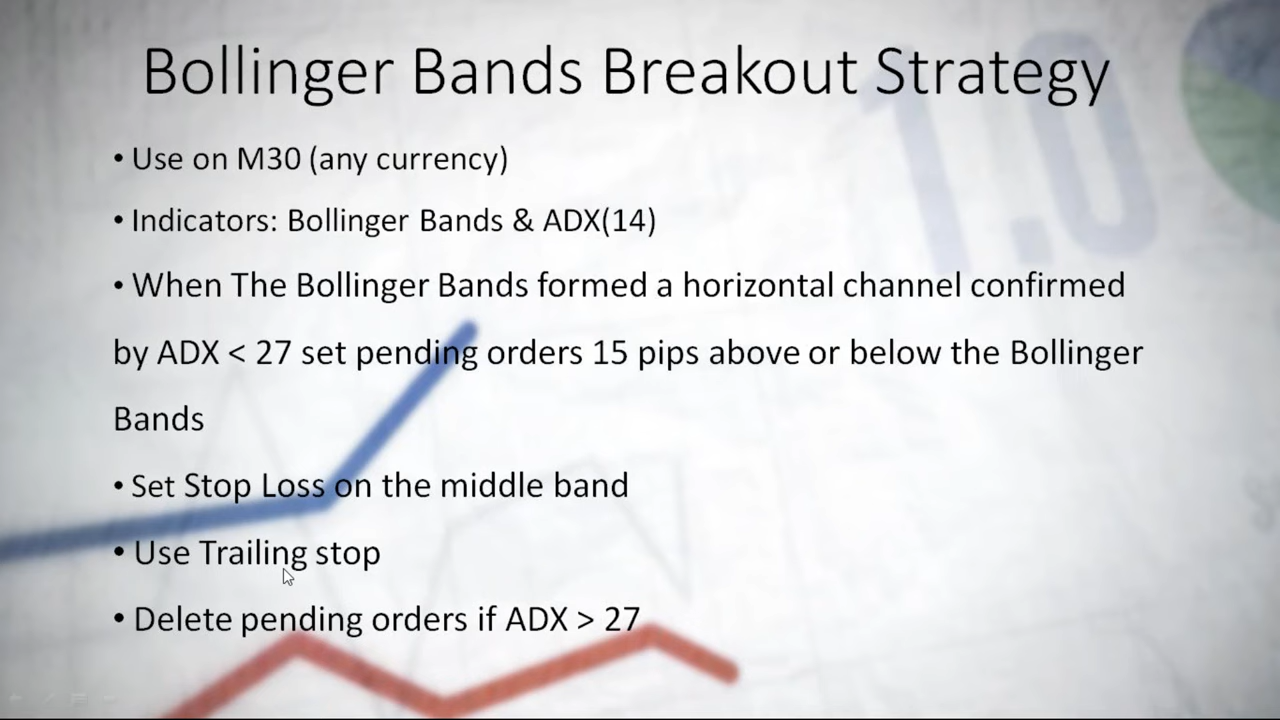 Bollinger Bands Breakout Strategy
• Use on M30 (any currency)
• Indicators: Bollinger Bands & ADX(14)
• When The Bollinger Bands formed a horizontal channel confirmed
by ADX < 27 set pending orders 15 pips above or below the Bollinger
Bands
• Set Stop Loss on the middle band
• Use Trailing stop
• Delete pending orders if ADX > 27
1.0